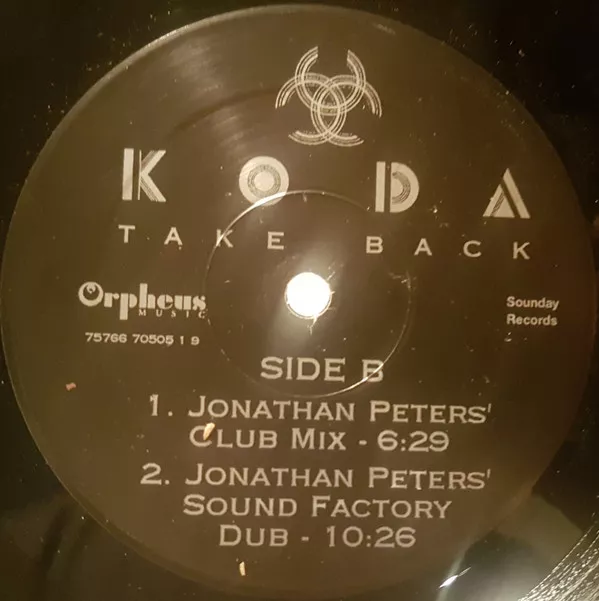 KODA
TAKE BACK
Orpheus
MUSIC
75766 70505 1 9
Sounday
Records
SIDE B
1. JONATHAN PETERS'
CLUB MIX - 6:29
2. JONATHAN PETERS'
SOUND FACTORY
DUB - 10:26